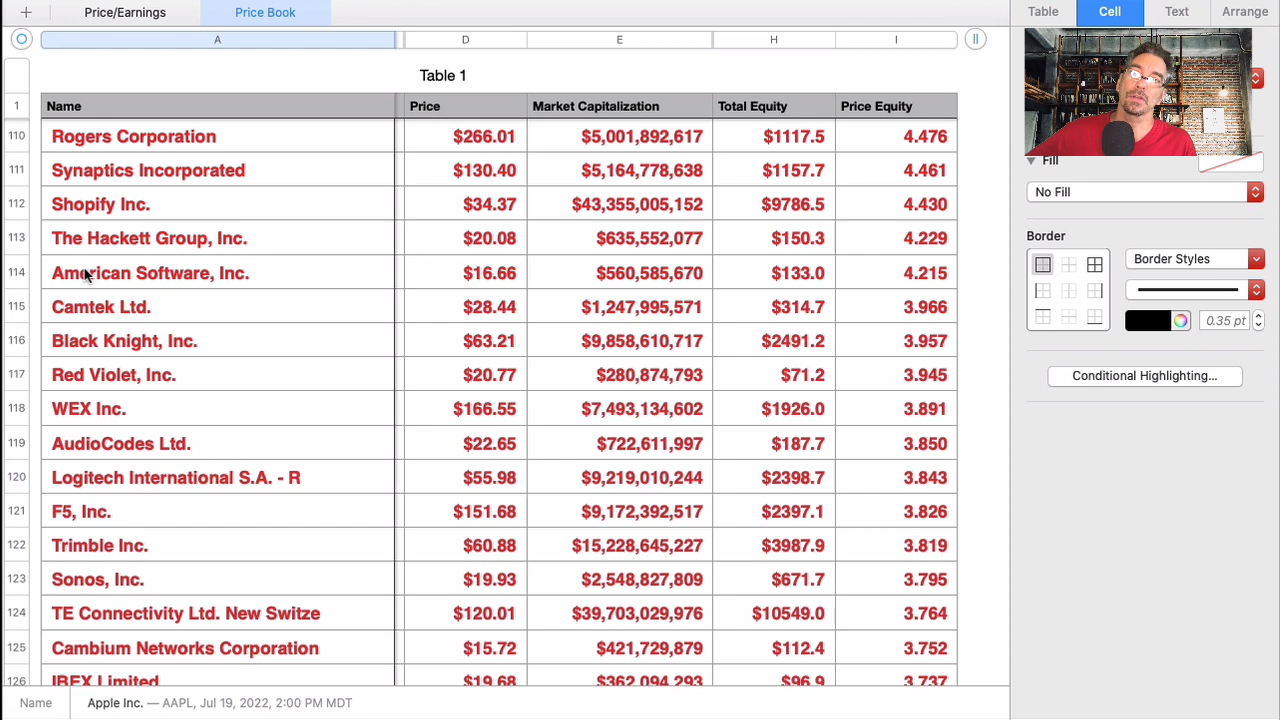 + Price/Earnings Price Book Table Cell Text Arrange
A D E H I
Table 1
1 Name Price Market Capitalization Total Equity Price Equity
110 Rogers Corporation $266.01 $5,001,892,617 $1117.5 4.476
111 Synaptics Incorporated $130.40 $5,164,778,638 $1157.7 4.461
112 Shopify Inc. $34.37 $43,355,005,152 $9786.5 4.430
113 The Hackett Group, Inc. $20.08 $635,552,077 $150.3 4.229
114 American Software, Inc. $16.66 $560,585,670 $133.0 4.215
115 Camtek Ltd. $28.44 $1,247,995,571 $314.7 3.966
116 Black Knight, Inc. $63.21 $9,858,610,717 $2491.2 3.957
117 Red Violet, Inc. $20.77 $280,874,793 $71.2 3.945
118 WEX Inc. $166.55 $7,493,134,602 $1926.0 3.891
119 AudioCodes Ltd. $22.65 $722,611,997 $187.7 3.850
120 Logitech International S.A. - R $55.98 $9,219,010,244 $2398.7 3.843
121 F5, Inc. $151.68 $9,172,392,517 $2397.1 3.826
122 Trimble Inc. $60.88 $15,228,645,227 $3987.9 3.819
123 Sonos, Inc. $19.93 $2,548,827,809 $671.7 3.795
124 TE Connectivity Ltd. New Switze $120.01 $39,703,029,976 $10549.0 3.764
125 Cambium Networks Corporation $15.72 $421,729,879 $112.4 3.752
126 IBEX Limited $19.68 $362,094,293 $96.9 3.737
Name Apple Inc. — AAPL, Jul 19, 2022, 2:00 PM MDT
Fill
No Fill
Border
Border Styles
0.35 pt
Conditional Highlighting...